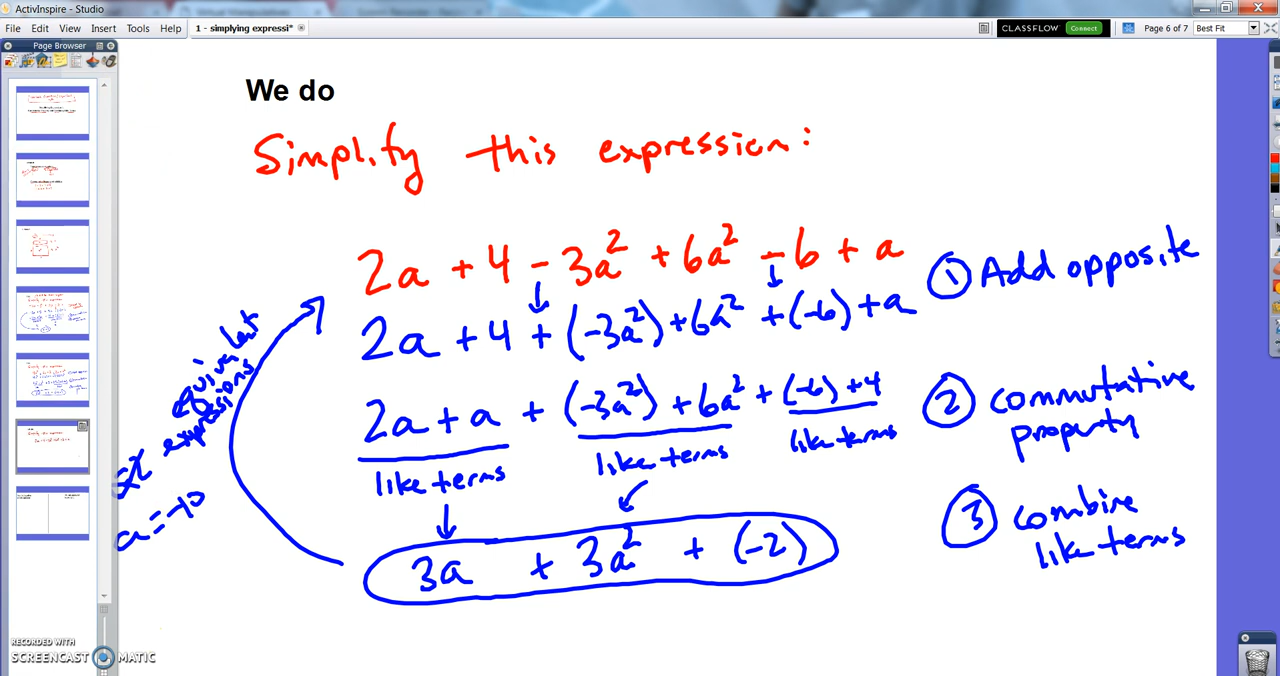 ActivInspire - Studio
File Edit View Insert Tools Help
1 - simplying expressi*
CLASSFLOW Connect
Page 6 of 7
Best Fit
Page Browser
We do
Simplify this expression:
2a + 4 - 3a² + 6a² - 6 + a
① Add opposite
2a + 4 + (-3a²) + 6a² + (-6) + a
② commutative
property
2a + a + (-3a²) + 6a² + (-6) + 4
like terms like terms like terms
③ combine
like terms
3a + 3a² + (-2)
equivalent
expressions
RECORDED WITH
SCREENCAST MATIC